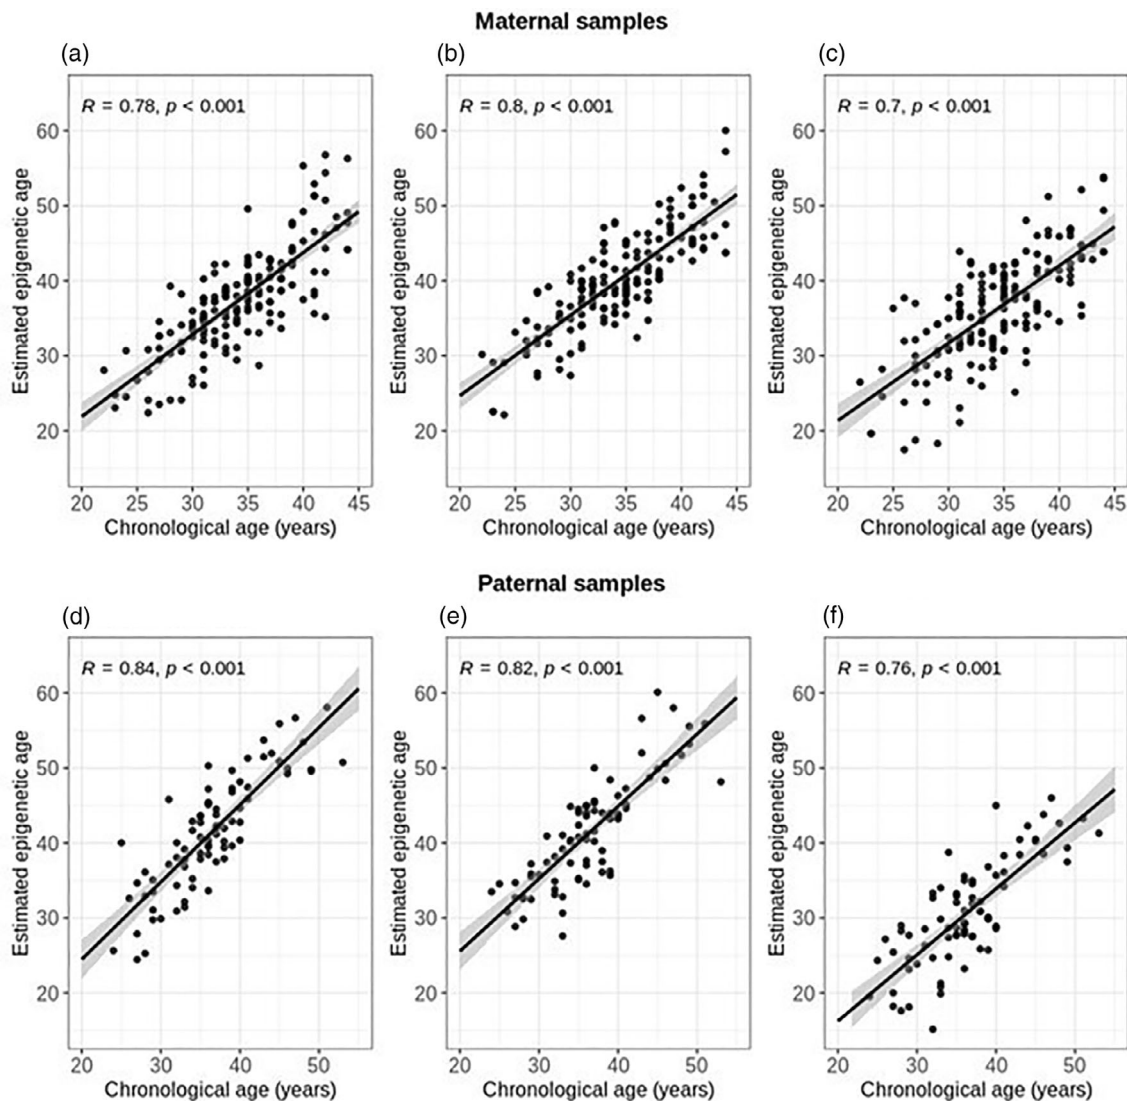 Maternal samples
(a) (b) (c)
R = 0.78, p < 0.001 R = 0.8, p < 0.001 R = 0.7, p < 0.001
Estimated epigenetic age Estimated epigenetic age Estimated epigenetic age
60 60 60
50 50 50
40 40 40
30 30 30
20 20 20
20 25 30 35 40 45 20 25 30 35 40 45 20 25 30 35 40 45
Chronological age (years) Chronological age (years) Chronological age (years)
Paternal samples
(d) (e) (f)
R = 0.84, p < 0.001 R = 0.82, p < 0.001 R = 0.76, p < 0.001
Estimated epigenetic age Estimated epigenetic age Estimated epigenetic age
60 60 60
50 50 50
40 40 40
30 30 30
20 20 20
20 30 40 50 20 30 40 50 20 30 40 50
Chronological age (years) Chronological age (years) Chronological age (years)